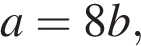 a = 8b,